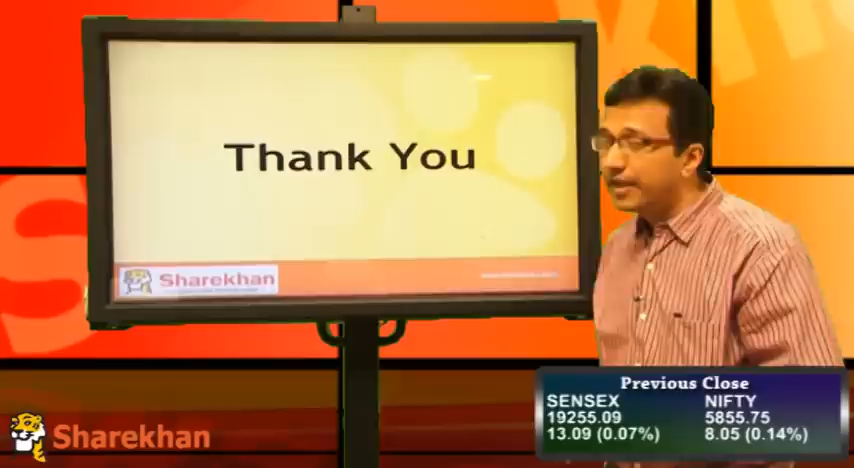 Thank You
Sharekhan
Previous Close
SENSEX NIFTY
19255.09 5855.75
13.09 (0.07%) 8.05 (0.14%)
Sharekhan